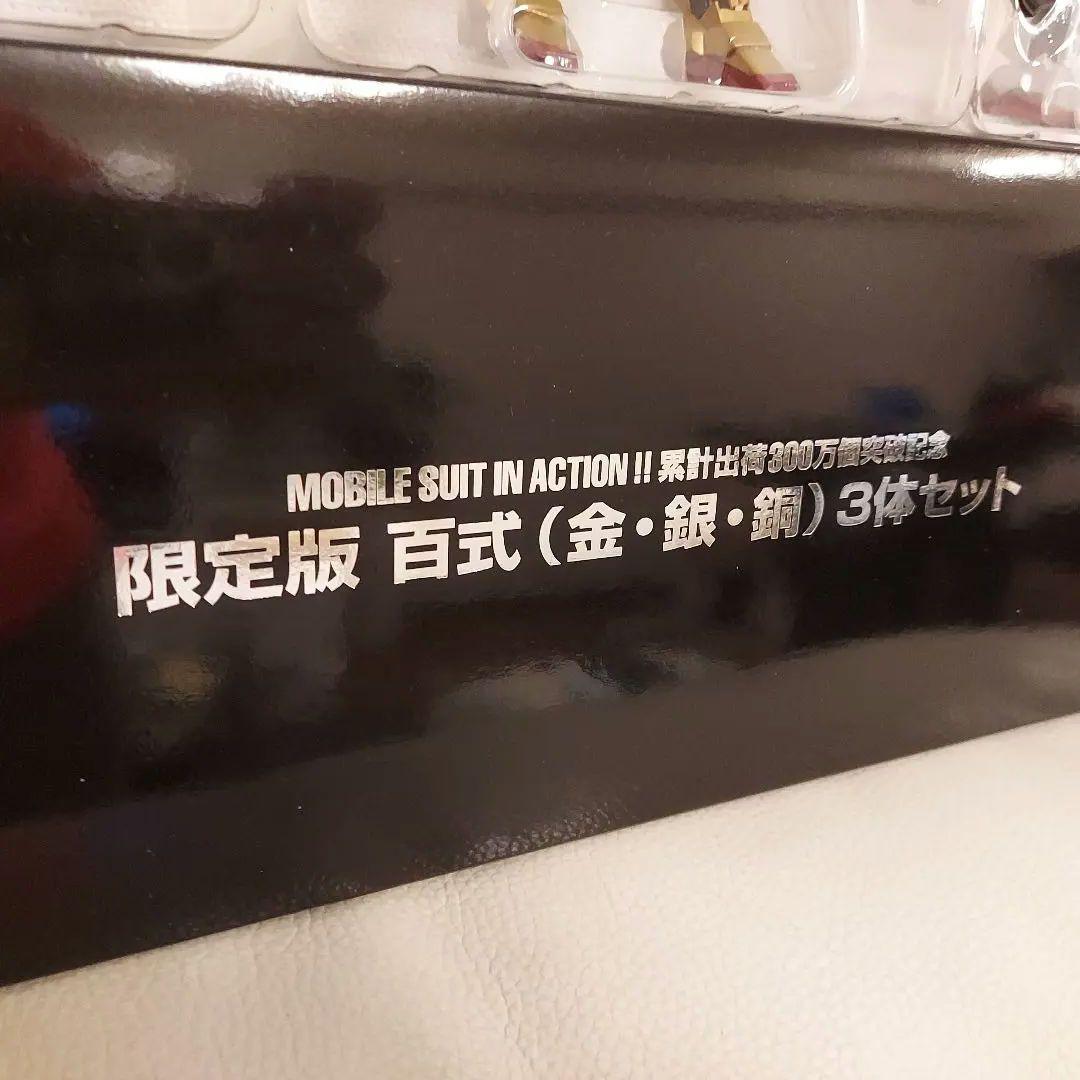 MOBILE SUIT IN ACTION!! 累計出荷300万個突破記念
限定版 百式(金・銀・銅)3体セット